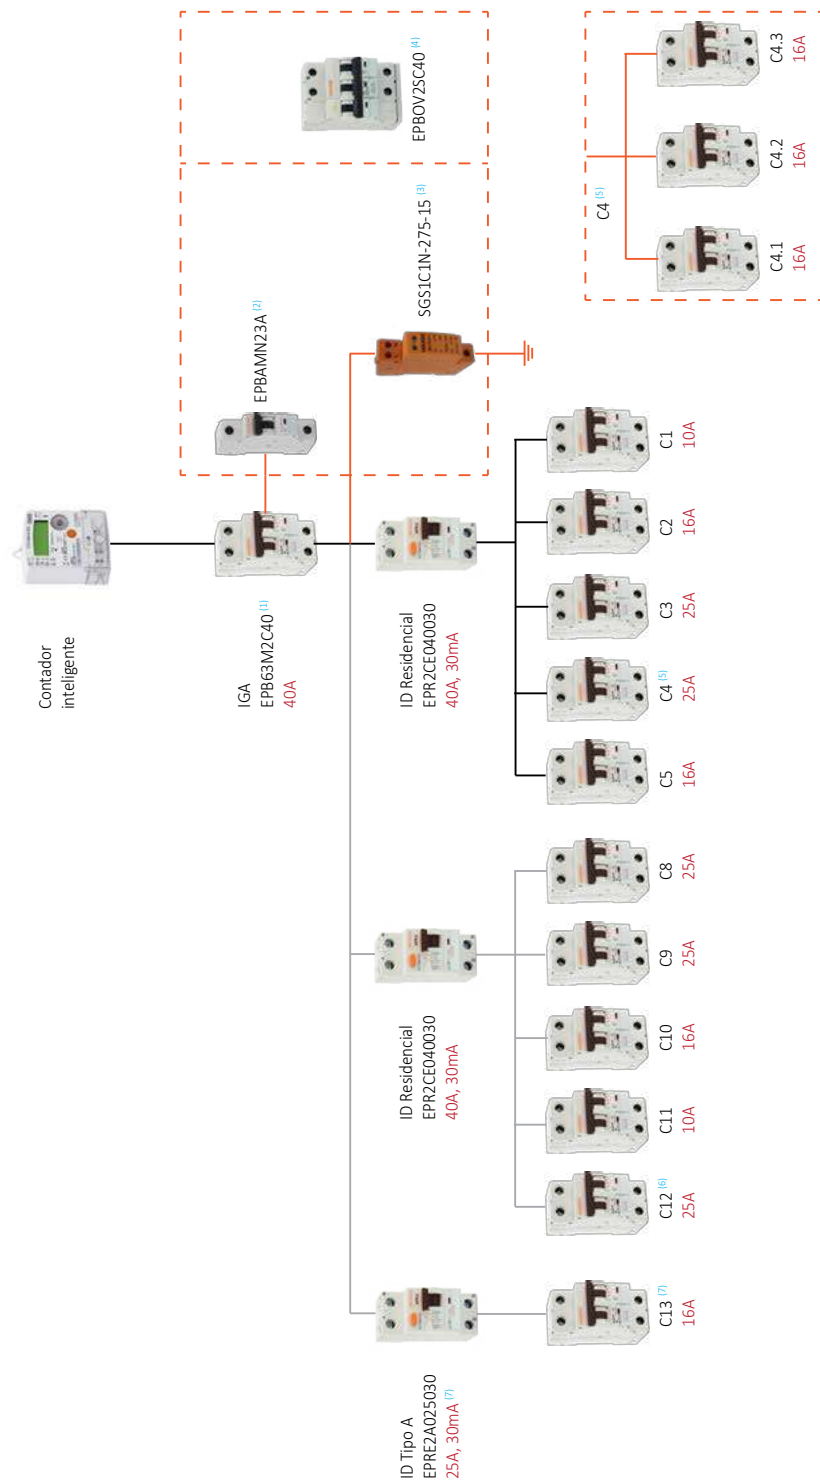 Contador
inteligente
IGA
EPB63M2C40 (1)
40A
EPBAMN23A (2)
SGS1C1N-275-15 (3)
EPBOV2SC40 (4)
ID Tipo A
EPRE2A025030
25A, 30mA (7)
ID Residencial
EPR2CE040030
40A, 30mA
ID Residencial
EPR2CE040030
40A, 30mA
C13 (7)
16A
C12 (6)
25A
C11
10A
C10
16A
C9
25A
C8
25A
C5
16A
C4 (5)
25A
C3
25A
C2
16A
C1
10A
C4 (5)
C4.1
16A
C4.2
16A
C4.3
16A